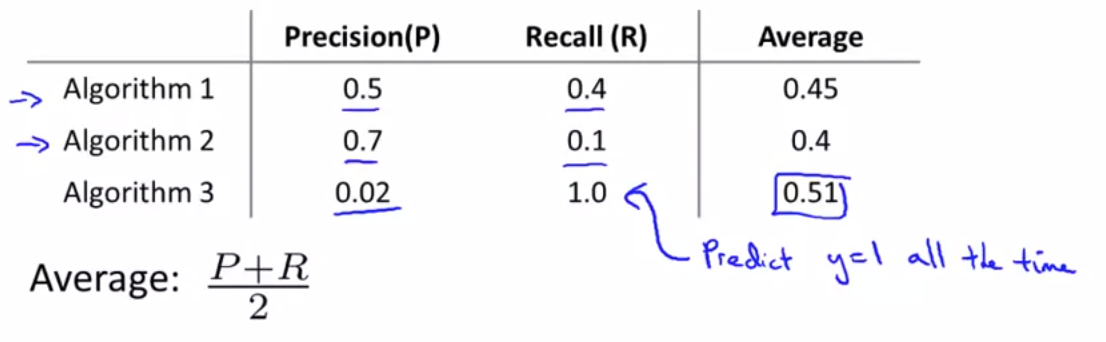 Precision(P) Recall (R) Average
→ Algorithm 1 0.5 0.4 0.45
→ Algorithm 2 0.7 0.1 0.4
Algorithm 3 0.02 1.0 0.51
Predict y=1 all the time
Average: P+R
2